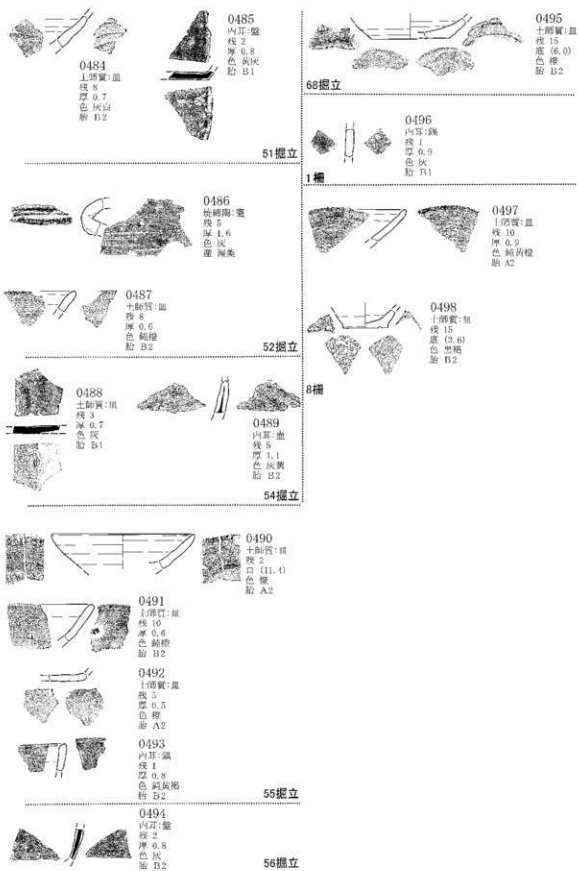 0484
土師質:皿
残 8
厚 0.7
色 灰白
胎 B2
0485
内耳:盤
残 2
厚 0.8
色 黄灰
胎 B1
51掘立
0486
焼締陶:甕
残 5
厚 1.6
色 灰
産 渥美
0487
土師質:皿
残 8
厚 0.6
色 鈍橙
胎 B2
52掘立
0488
土師質:皿
残 3
厚 0.7
色 灰
胎 B1
0489
内耳:壺
残 8
厚 1.1
色 灰黄
胎 B2
54掘立
0490
土師質:皿
残 2
口 (11.4)
色 橙
胎 A2
0491
土師質:皿
残 10
厚 0.6
色 鈍橙
胎 B2
0492
土師質:皿
残 5
厚 0.5
色 橙
胎 A2
0493
内耳:鍋
残 1
厚 0.8
色 鈍黄褐
胎 B2
55掘立
0494
内耳:盤
残 2
厚 0.8
色 灰
胎 B2
56掘立
0495
土師質:皿
残 15
底 (6.0)
色 橙
胎 B2
68掘立
0496
内耳:鍋
残 1
厚 0.9
色 灰
胎 B1
1柵
0497
土師質:皿
残 10
厚 0.9
色 鈍黄橙
胎 A2
0498
土師質:皿
残 15
底 (3.6)
色 黒褐
胎 B2
8柵